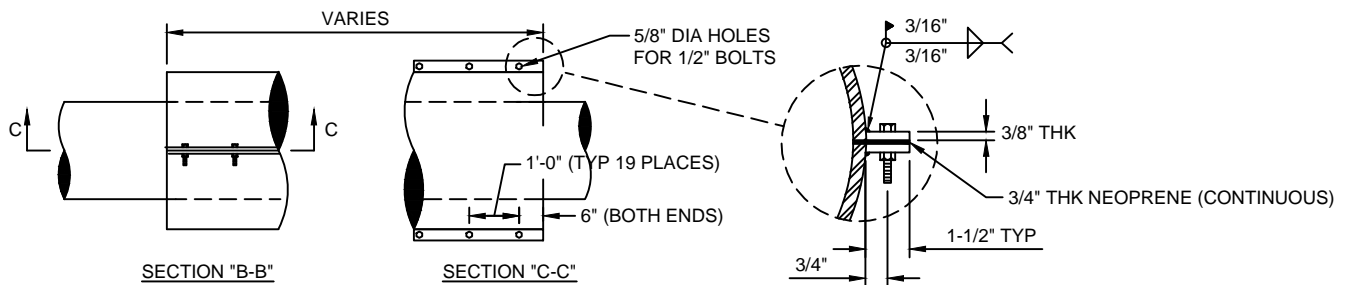 VARIES
5/8" DIA HOLES
FOR 1/2" BOLTS
3/16"
3/16"
C
C
3/8" THK
1'-0" (TYP 19 PLACES)
3/4" THK NEOPRENE (CONTINUOUS)
6" (BOTH ENDS)
1-1/2" TYP
3/4"
SECTION "B-B"
SECTION "C-C"